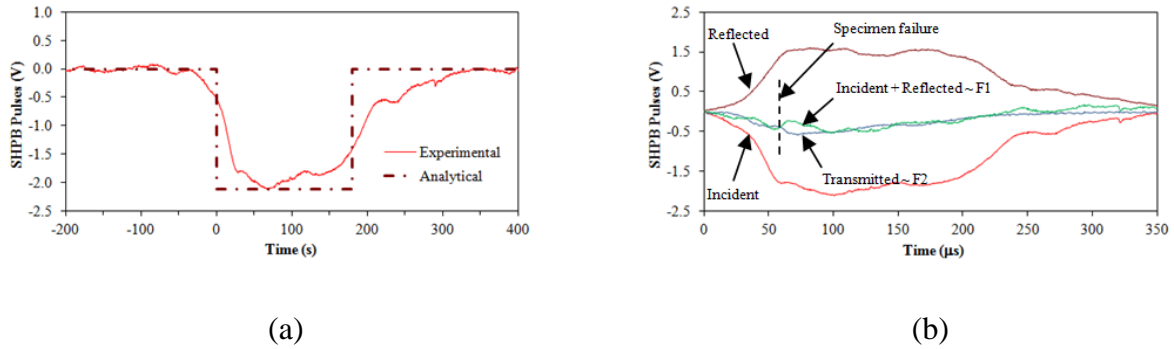 1.0
0.5
0.0
-0.5
-1.0
-1.5
-2.0
-2.5
SHPB Pulses (V)
Experimental
Analytical
-200
-100
0
100
200
300
400
Time (s)
(a)
2.5
1.5
0.5
-0.5
-1.5
-2.5
SHPB Pulses (V)
Reflected
Specimen failure
Incident + Reflected ~ F1
Transmitted ~ F2
Incident
0
50
100
150
200
250
300
350
Time (μs)
(b)